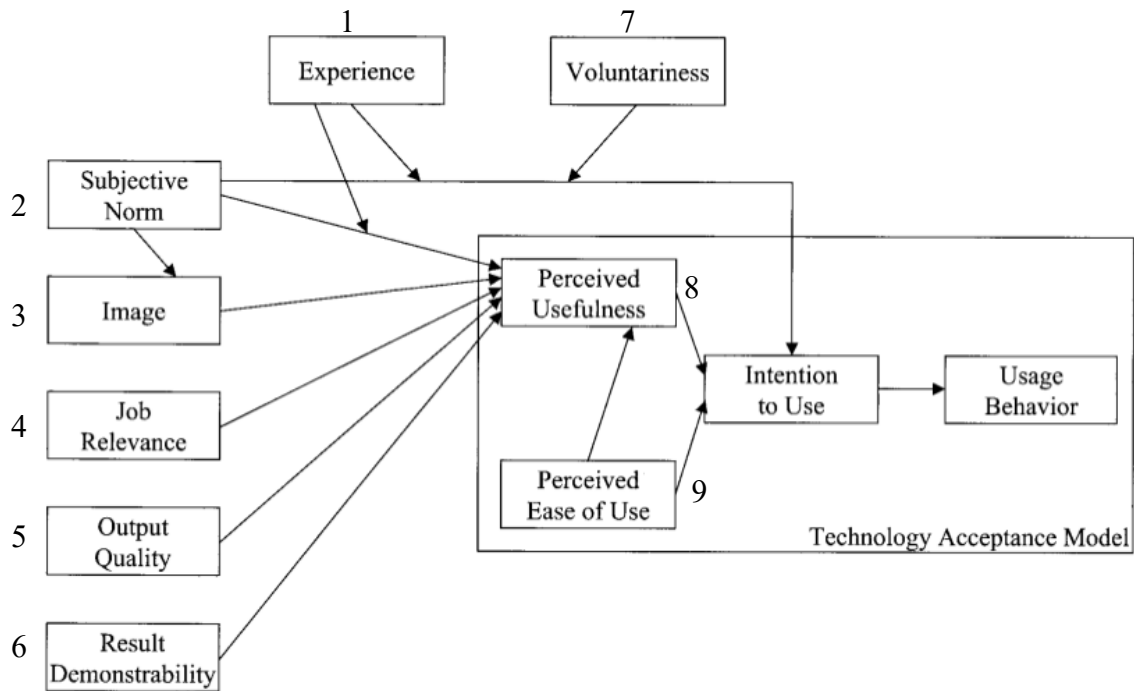 1
7
Experience
Voluntariness
2
Subjective
Norm
3
Image
Perceived
Usefulness
8
4
Job
Relevance
Intention
to Use
Usage
Behavior
5
Output
Quality
Perceived
Ease of Use
9
Technology Acceptance Model
6
Result
Demonstrability